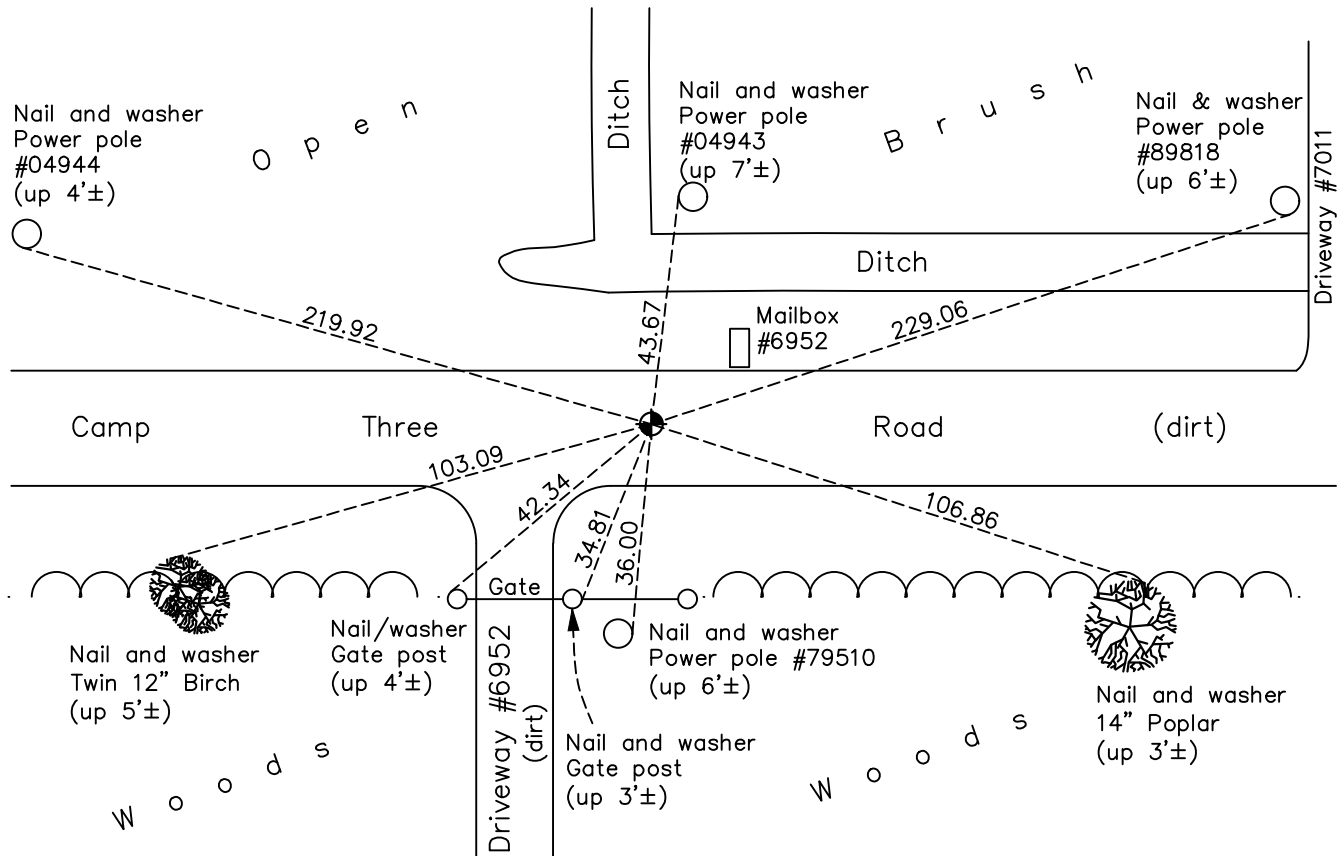 Nail and washer
Power pole
#04944
(up 4'±)
Open
Ditch
Nail and washer
Power pole
#04943
(up 7'±)
Brush
Nail & washer
Power pole
#89818
(up 6'±)
Driveway #7011
Ditch
219.92
43.67
Mailbox
#6952
229.06
Camp Three Road (dirt)
103.09
42.34
34.81
36.00
106.86
Gate
Nail and washer
Twin 12" Birch
(up 5'±)
Nail/washer
Gate post
(up 4'±)
Driveway #6952
(dirt)
Nail and washer
Power pole #79510
(up 6'±)
Nail and washer
Gate post
(up 3'±)
Nail and washer
14" Poplar
(up 3'±)
Woods
Woods